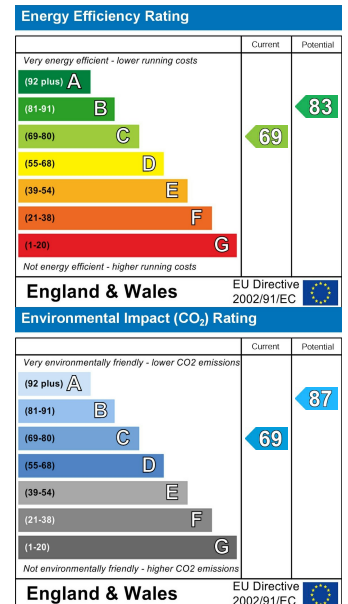 Energy Efficiency Rating
Current Potential
Very energy efficient - lower running costs
(92 plus) A
(81-91) B
83
(69-80) C
69
(55-68) D
(39-54) E
(21-38) F
(1-20) G
Not energy efficient - higher running costs
England & Wales
EU Directive
2002/91/EC
Environmental Impact (CO₂) Rating
Current Potential
Very environmentally friendly - lower CO2 emissions
(92 plus) A
(81-91) B
87
(69-80) C
69
(55-68) D
(39-54) E
(21-38) F
(1-20) G
Not environmentally friendly - higher CO2 emissions
England & Wales
EU Directive
2002/91/EC